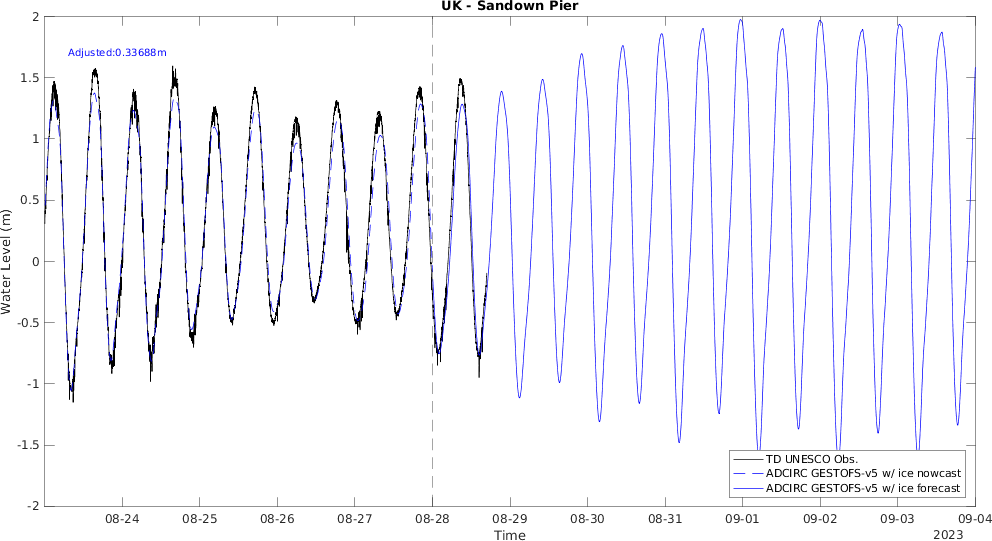 UK - Sandown Pier
Adjusted:0.33688m
Water Level (m)
2
1.5
1
0.5
0
-0.5
-1
-1.5
-2
08-24 08-25 08-26 08-27 08-28 08-29 08-30 08-31 09-01 09-02 09-03 09-04
Time
2023
TD UNESCO Obs.
ADCIRC GESTOFS-v5 w/ ice nowcast
ADCIRC GESTOFS-v5 w/ ice forecast